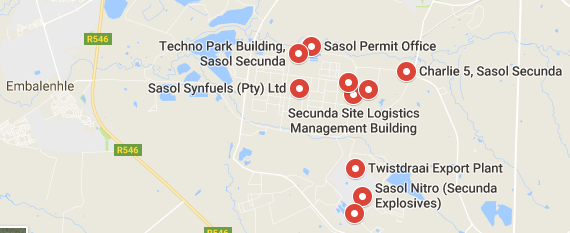 R546
Techno Park Building,
Sasol Secunda
Sasol Permit Office
Charlie 5, Sasol Secunda
Embalenhle
Sasol Synfuels (Pty) Ltd
Secunda Site Logistics
Management Building
R546
Twistdraai Export Plant
Sasol Nitro (Secunda
Explosives)
R546